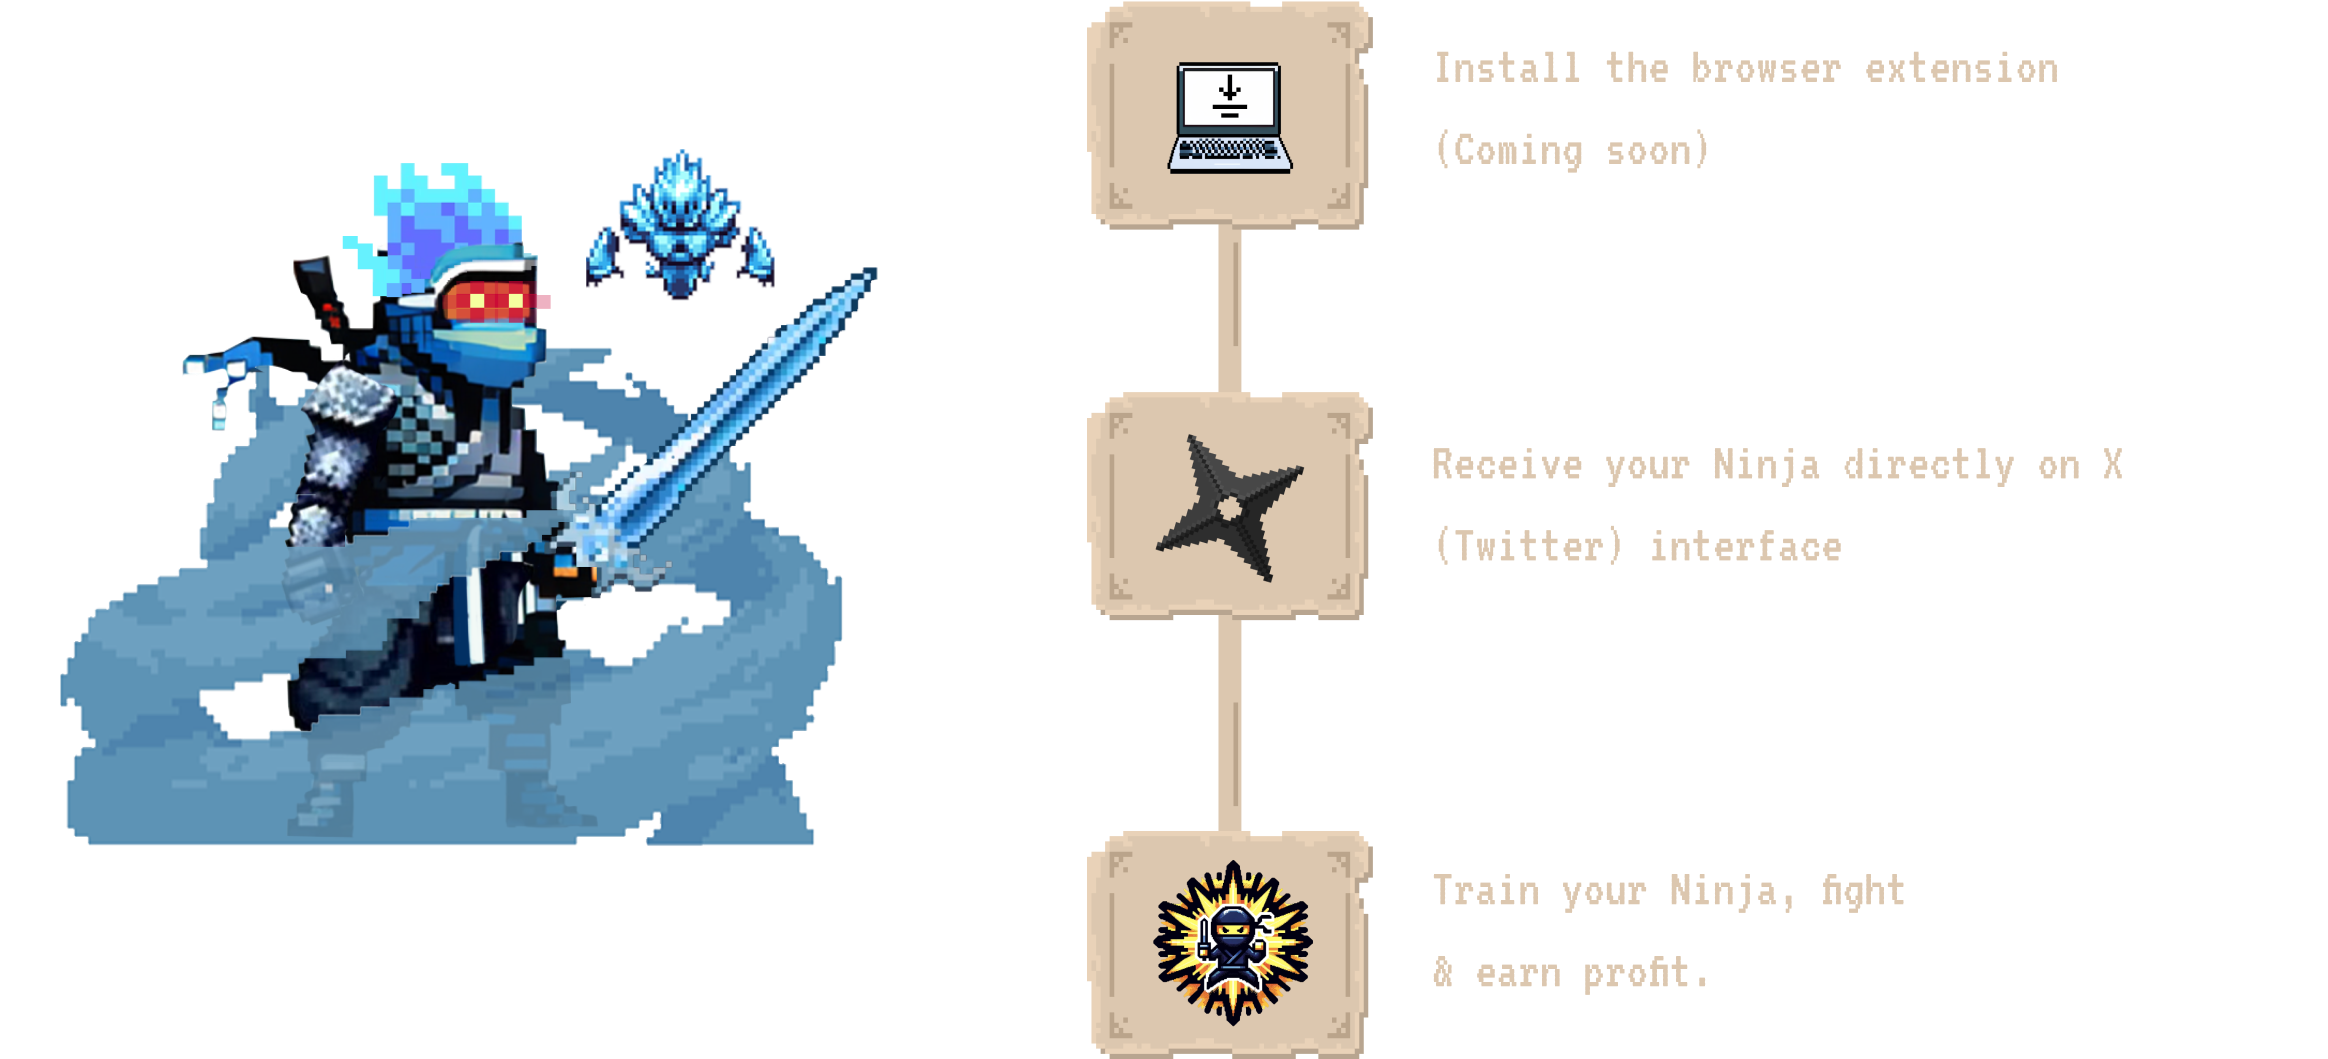 Install the browser extension
(Coming soon)
Receive your Ninja directly on X
(Twitter) interface
Train your Ninja, fight
& earn profit.